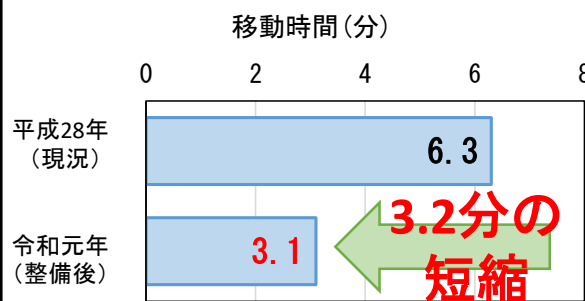 移動時間（分）
0 2 4 6 8
平成28年
（現況）
6.3
令和元年
（整備後）
3.1
3.2分の
短縮